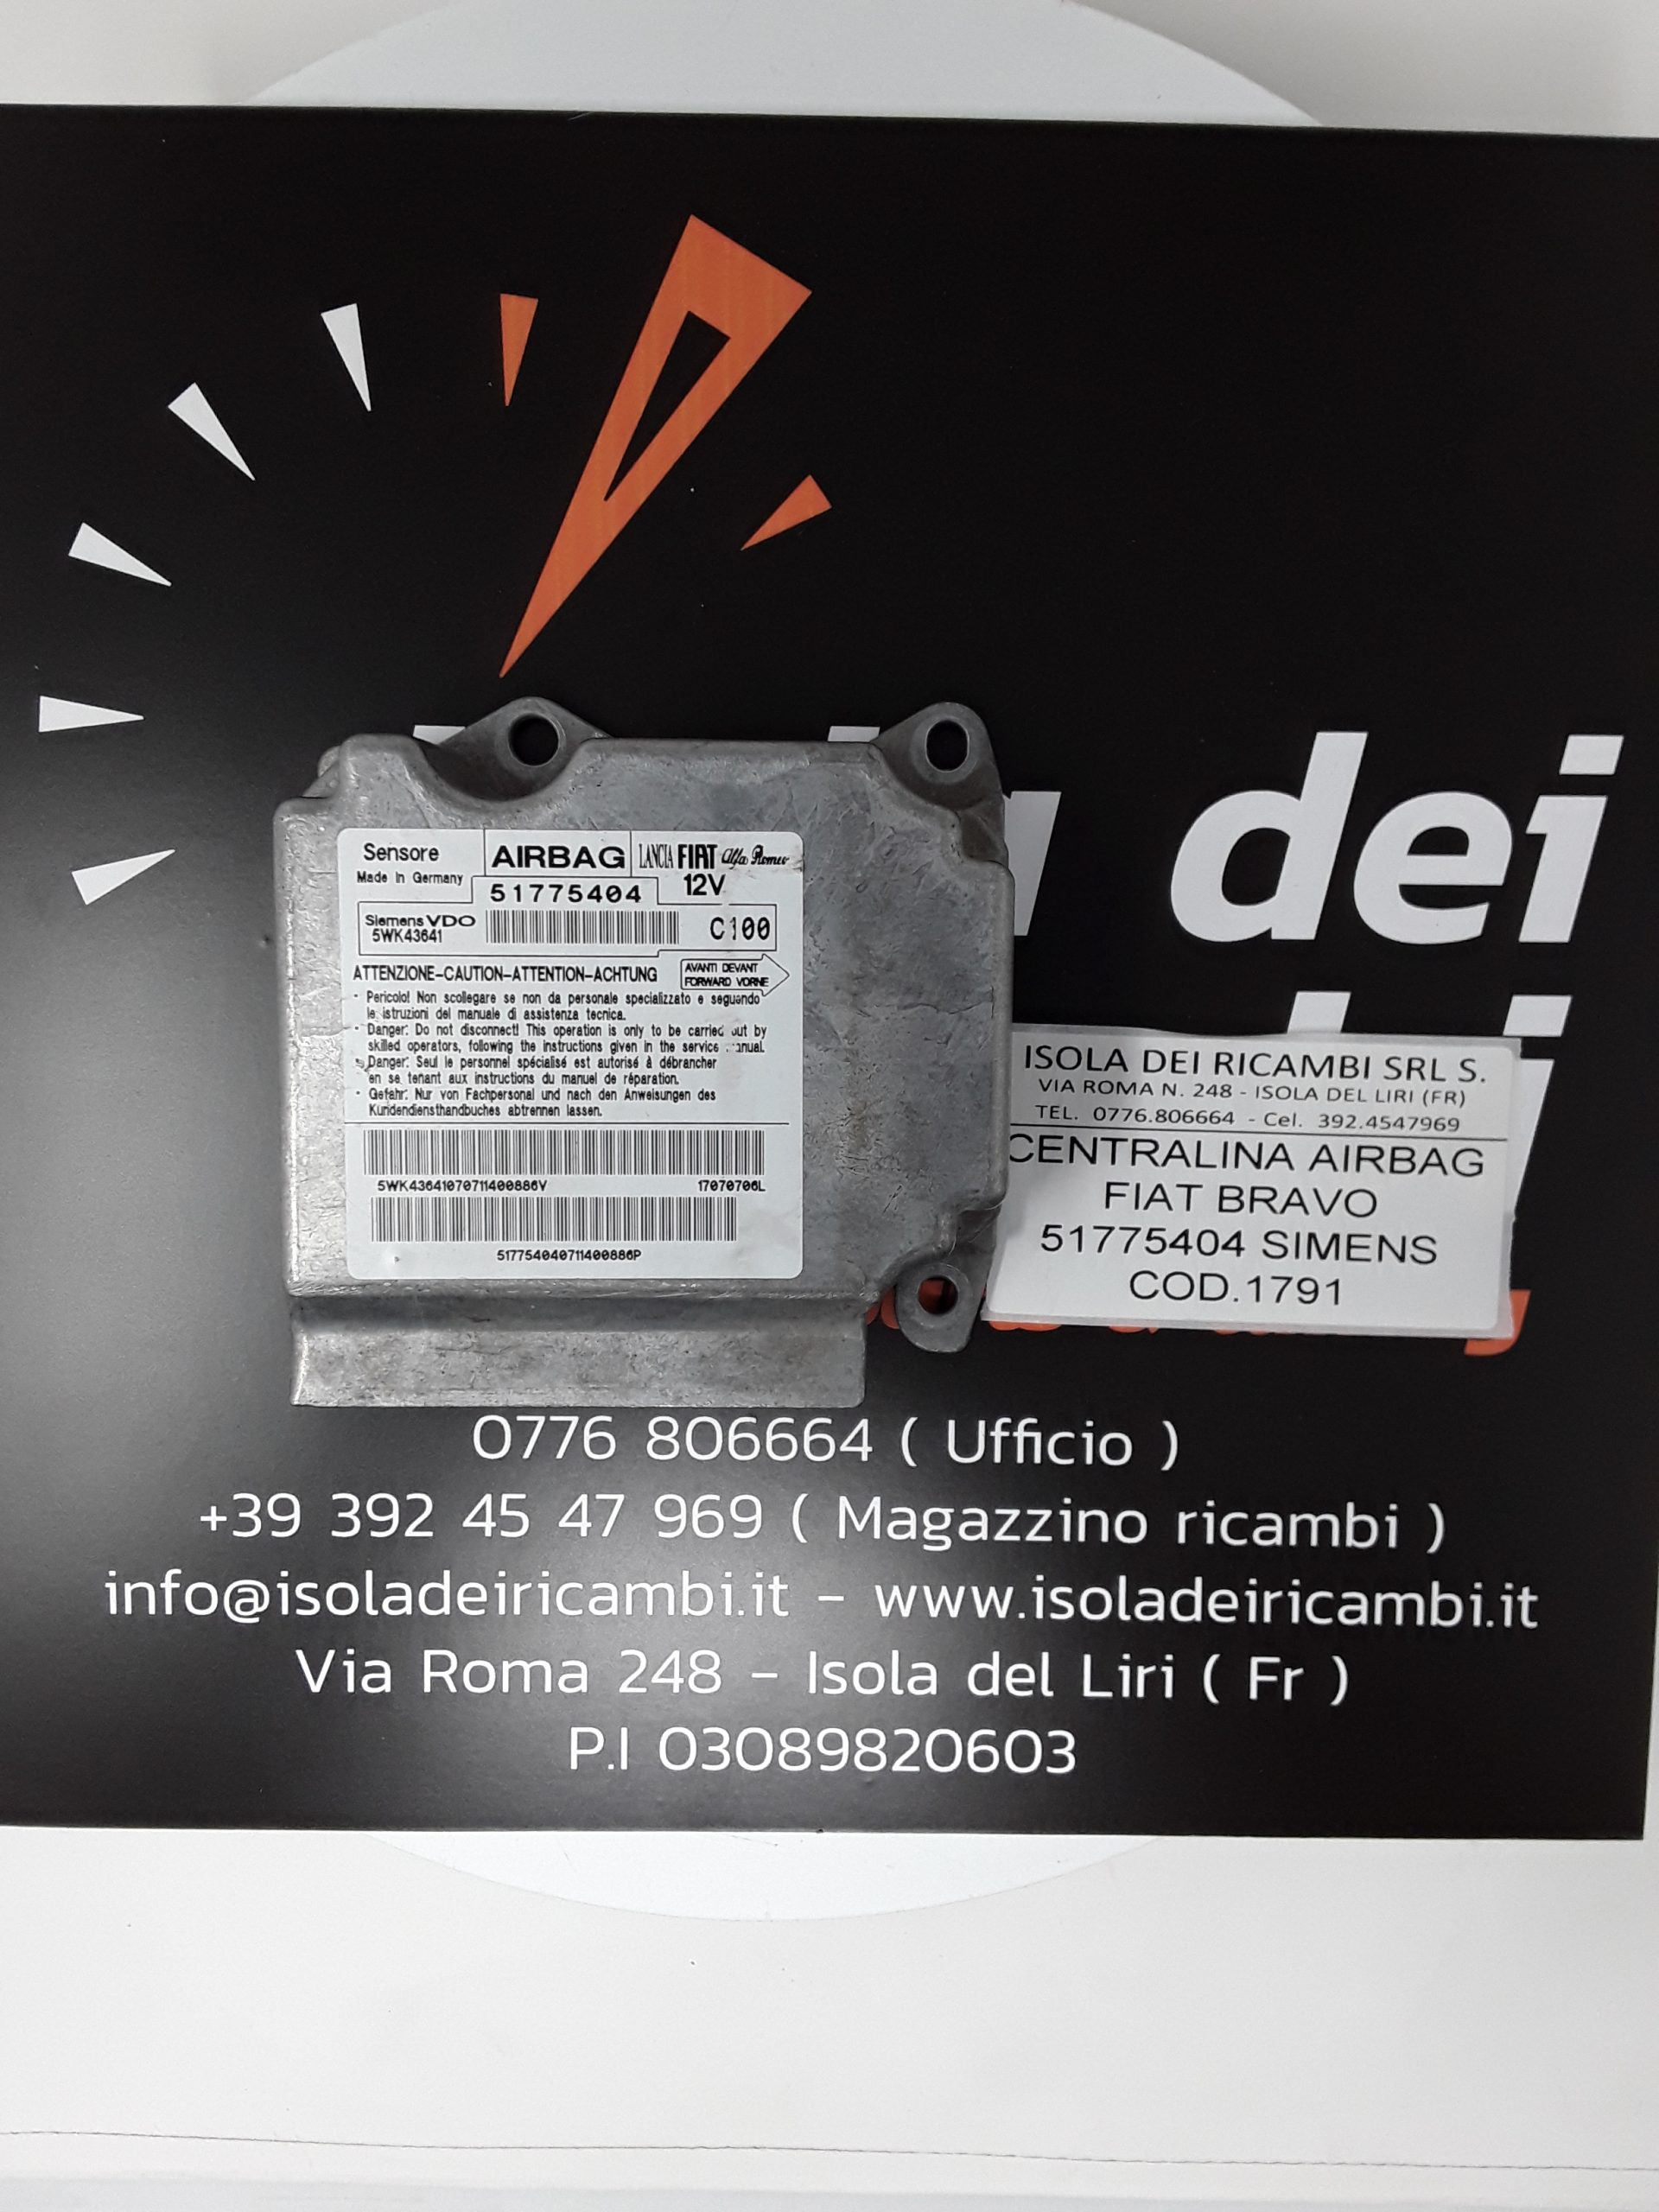 Sensore AIRBAG LANCIA FIAT Alfa Romeo
Made in Germany 51775404 12V
Siemens VDO
5WK43641 C100
ATTENZIONE-CAUTION-ATTENTION-ACHTUNG
AVANTI DEVANT
FORWARD VORNE
- Pericolo! Non scollegare se non da personale specializzato e seguendo
le istruzioni del manuale di assistenza tecnica.
- Danger: Do not disconnect! This operation is only to be carried out by
skilled operators, following the instructions given in the service
- Danger: Seul le personnel spécialisé est autorisé à débrancher
en se tenant aux instructions du manuel de réparation.
- Gefahr: Nur von Fachpersonal und nach den Anweisungen des
Kundendiensthandbuches abtrennen lassen.
5WK43641070711400886V 17070706L
517754040711400886P
dei
ISOLA DEI RICAMBI SRL S.
VIA ROMA N. 248 - ISOLA DEL LIRI (FR)
TEL. 0776.806664 - Cel. 392.4547969
CENTRALINA AIRBAG
FIAT BRAVO
51775404 SIMENS
COD.1791
0776 806664 ( Ufficio )
+39 392 45 47 969 ( Magazzino ricambi )
info@isoladeiricambi.it - www.isoladeiricambi.it
Via Roma 248 - Isola del Liri ( Fr )
P.I 03089820603